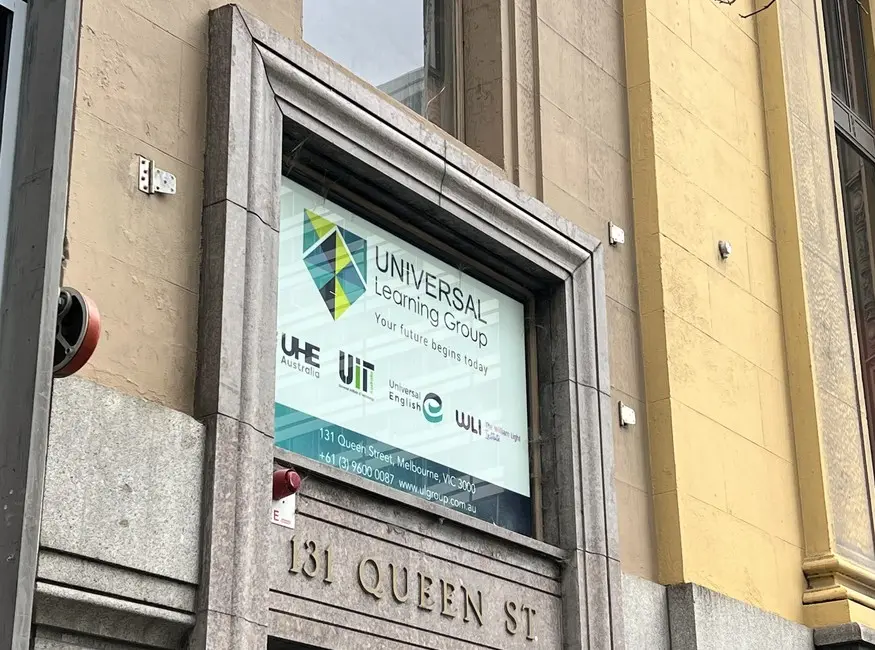 UNIVERSAL
Learning Group
Your future begins today
UHE
Australia
UiT
Universal
English
WLI
131 Queen Street, Melbourne, VIC 3000
+61 (3) 9600 0087 www.ulgroup.com.au
E
131 QUEEN ST